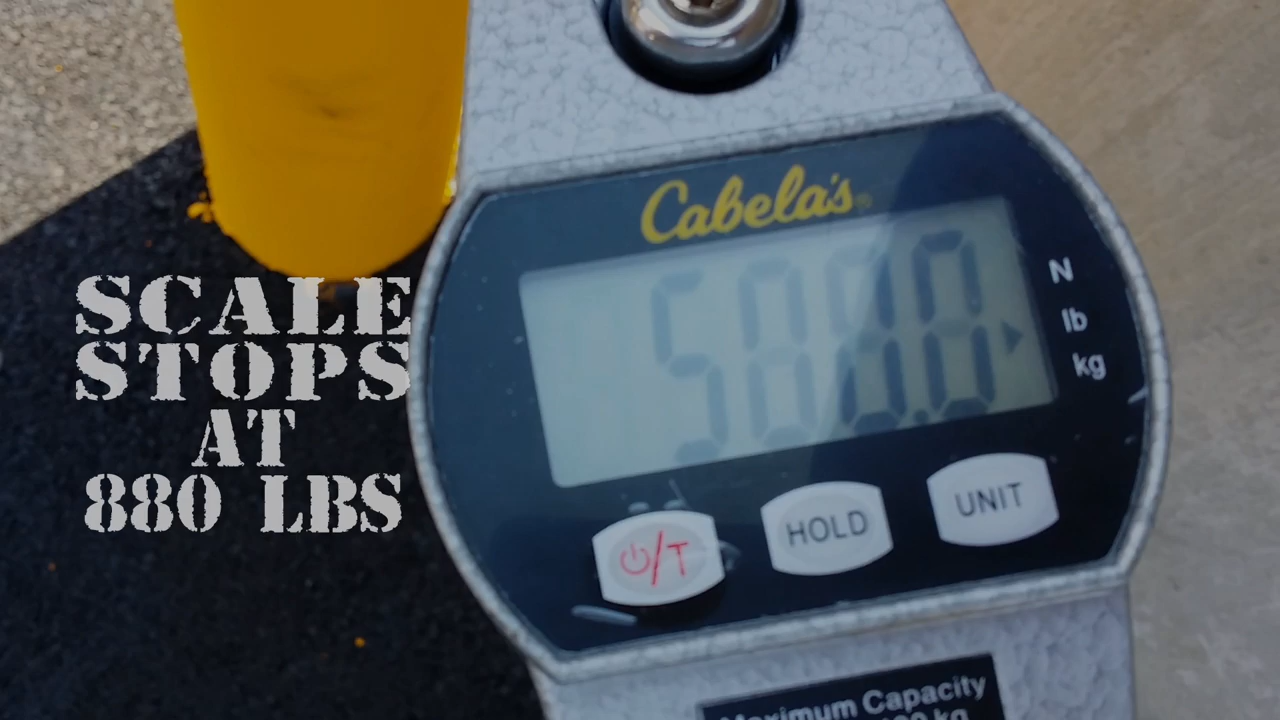 Cabela's®
N
lb
kg
SCALE
STOPS
AT
880 LBS
HOLD
UNIT
⏻/T
Maximum Capacity